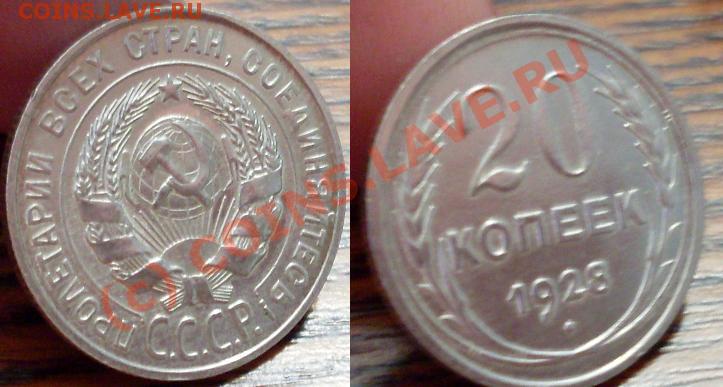 COINS.LAVE.RU
ПРОЛЕТАРИИ ВСЕХ СТРАН, СОЕДИНЯЙТЕСЬ!
С.С.С.Р.
(c) COINS.LAVE.RU
20
КОПЕЕК
1928